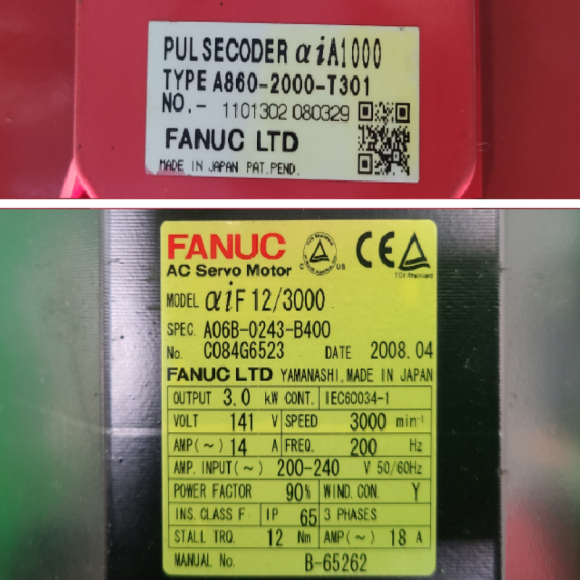 PULSECODER αiA1000
TYPE A860-2000-T301
NO.- 1101302 080329
FANUC LTD
MADE IN JAPAN PAT.PEND.
FANUC
AC Servo Motor
C US
TÜV Rheinland
MODEL αiF 12/3000
SPEC. A06B-0243-B400
No. C084G6523 DATE 2008.04
FANUC LTD YAMANASHI, MADE IN JAPAN
OUTPUT 3.0 kW CONT. IEC60034-1
VOLT 141 V SPEED 3000 min⁻¹
AMP(~) 14 A FREQ. 200 Hz
AMP. INPUT(~) 200-240 V 50/60Hz
POWER FACTOR 90% WIND. CON. Y
INS. CLASS F IP 65 3 PHASES
STALL TRQ. 12 Nm AMP(~) 18 A
MANUAL No. B-65262